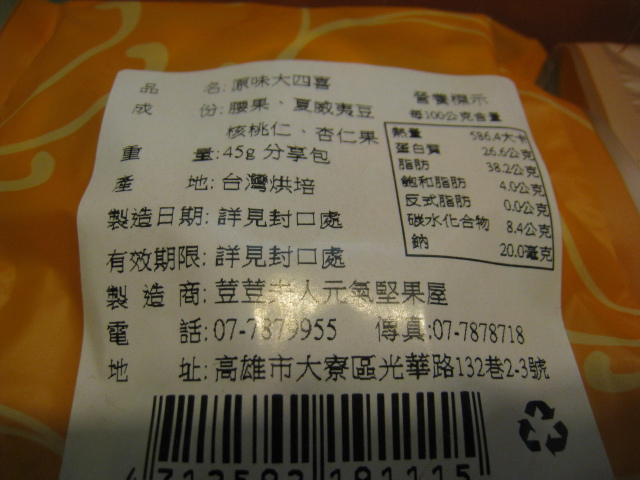 品 名: 原味大四喜
成 份: 腰果、夏威夷豆
核桃仁、杏仁果
重 量: 45g 分享包
產 地: 台灣烘培
製造日期: 詳見封口處
有效期限: 詳見封口處
製 造 商: 荳荳夫人元氣堅果屋
電 話: 07-7879955 傳真:07-7878718
地 址: 高雄市大寮區光華路132巷2-3號
營養標示
每100公克含量
熱量 586.4大卡
蛋白質 26.6公克
脂肪 38.2公克
飽和脂肪 4.0公克
反式脂肪 0.0公克
碳水化合物 8.4公克
鈉 20.0毫克